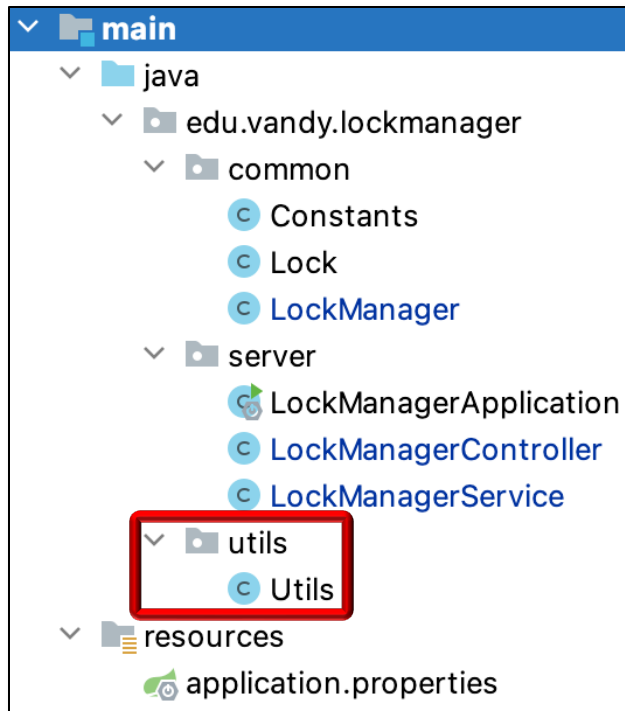 main
java
edu.vandy.lockmanager
common
Constants
Lock
LockManager
server
LockManagerApplication
LockManagerController
LockManagerService
utils
Utils
resources
application.properties